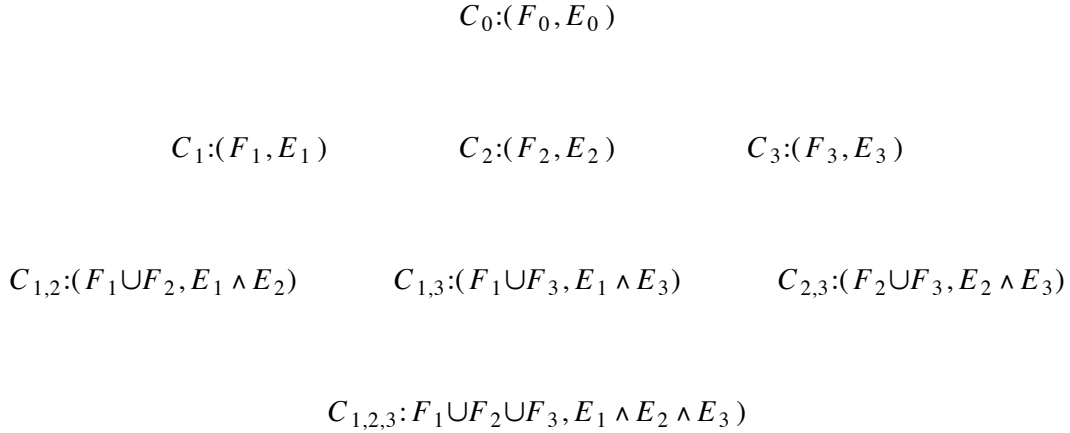 C₀:(F₀,E₀)
C₁:(F₁,E₁) C₂:(F₂,E₂) C₃:(F₃,E₃)
C₁,₂:(F₁∪F₂,E₁∧E₂) C₁,₃:(F₁∪F₃,E₁∧E₃) C₂,₃:(F₂∪F₃,E₂∧E₃)
C₁,₂,₃:F₁∪F₂∪F₃,E₁∧E₂∧E₃)